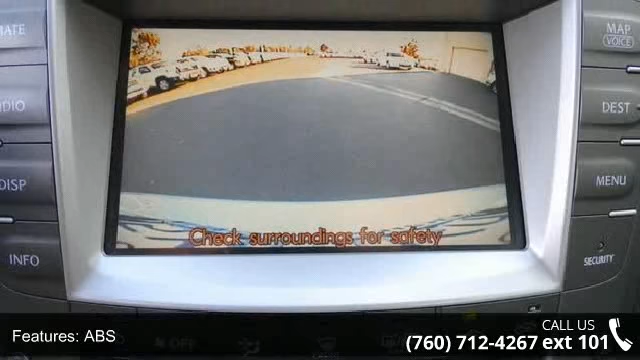 MAP
VOICE
DEST
DISP
MENU
INFO
SECURITY
Check surroundings for safety
OFF
Features: ABS
CALL US
(760) 712-4267 ext 101